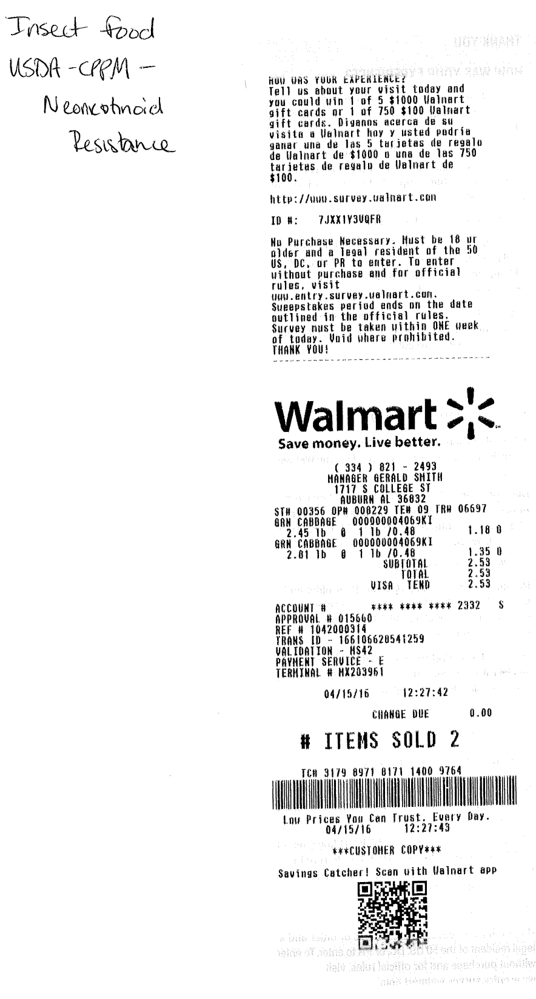 Insect food
USDA-CPPM-
Neonicotinoid
Resistance
THANK YOU
HOW WAS YOUR EXPERIENCE?
Tell us about your visit today and
you could win 1 of 5 $1000 Walmart
gift cards or 1 of 750 $100 Walmart
gift cards. Diganos acerca de su
visita a Walmart hoy y usted podria
ganar una de las 5 tarjetas de regalo
de Walmart de $1000 o una de las 750
tarjetas de regalo de Walmart de
$100.
http://www.survey.walmart.com
ID #: 7JXX1Y3VQFR
No Purchase Necessary. Must be 18 or
older and a legal resident of the 50
US, DC, or PR to enter. To enter
without purchase and for official
rules, visit
www.entry.survey.walmart.com.
Sweepstakes period ends on the date
outlined in the official rules.
Survey must be taken within ONE week
of today. Void where prohibited.
THANK YOU!
Walmart
Save money. Live better.
( 334 ) 821 - 2493
MANAGER GERALD SMITH
1717 S COLLEGE ST
AUBURN AL 36832
ST# 00356 OP# 008229 TE# 09 TR# 06697
GRN CABBAGE 000000004069KI
2.45 lb @ 1 lb /0.48 1.18 O
GRN CABBAGE 000000004069KI
2.81 lb @ 1 lb /0.48 1.35 O
SUBTOTAL 2.53
TOTAL 2.53
VISA TEND 2.53
ACCOUNT # **** **** **** 2332 S
APPROVAL # 015660
REF # 1042000314
TRANS ID - 166106628541259
VALIDATION - HS42
PAYMENT SERVICE - E
TERMINAL # MX203961
04/15/16 12:27:42
CHANGE DUE 0.00
# ITEMS SOLD 2
TC# 3179 8971 8171 1400 9764
Low Prices You Can Trust. Every Day.
04/15/16 12:27:43
***CUSTOMER COPY***
Savings Catcher! Scan with Walmart app